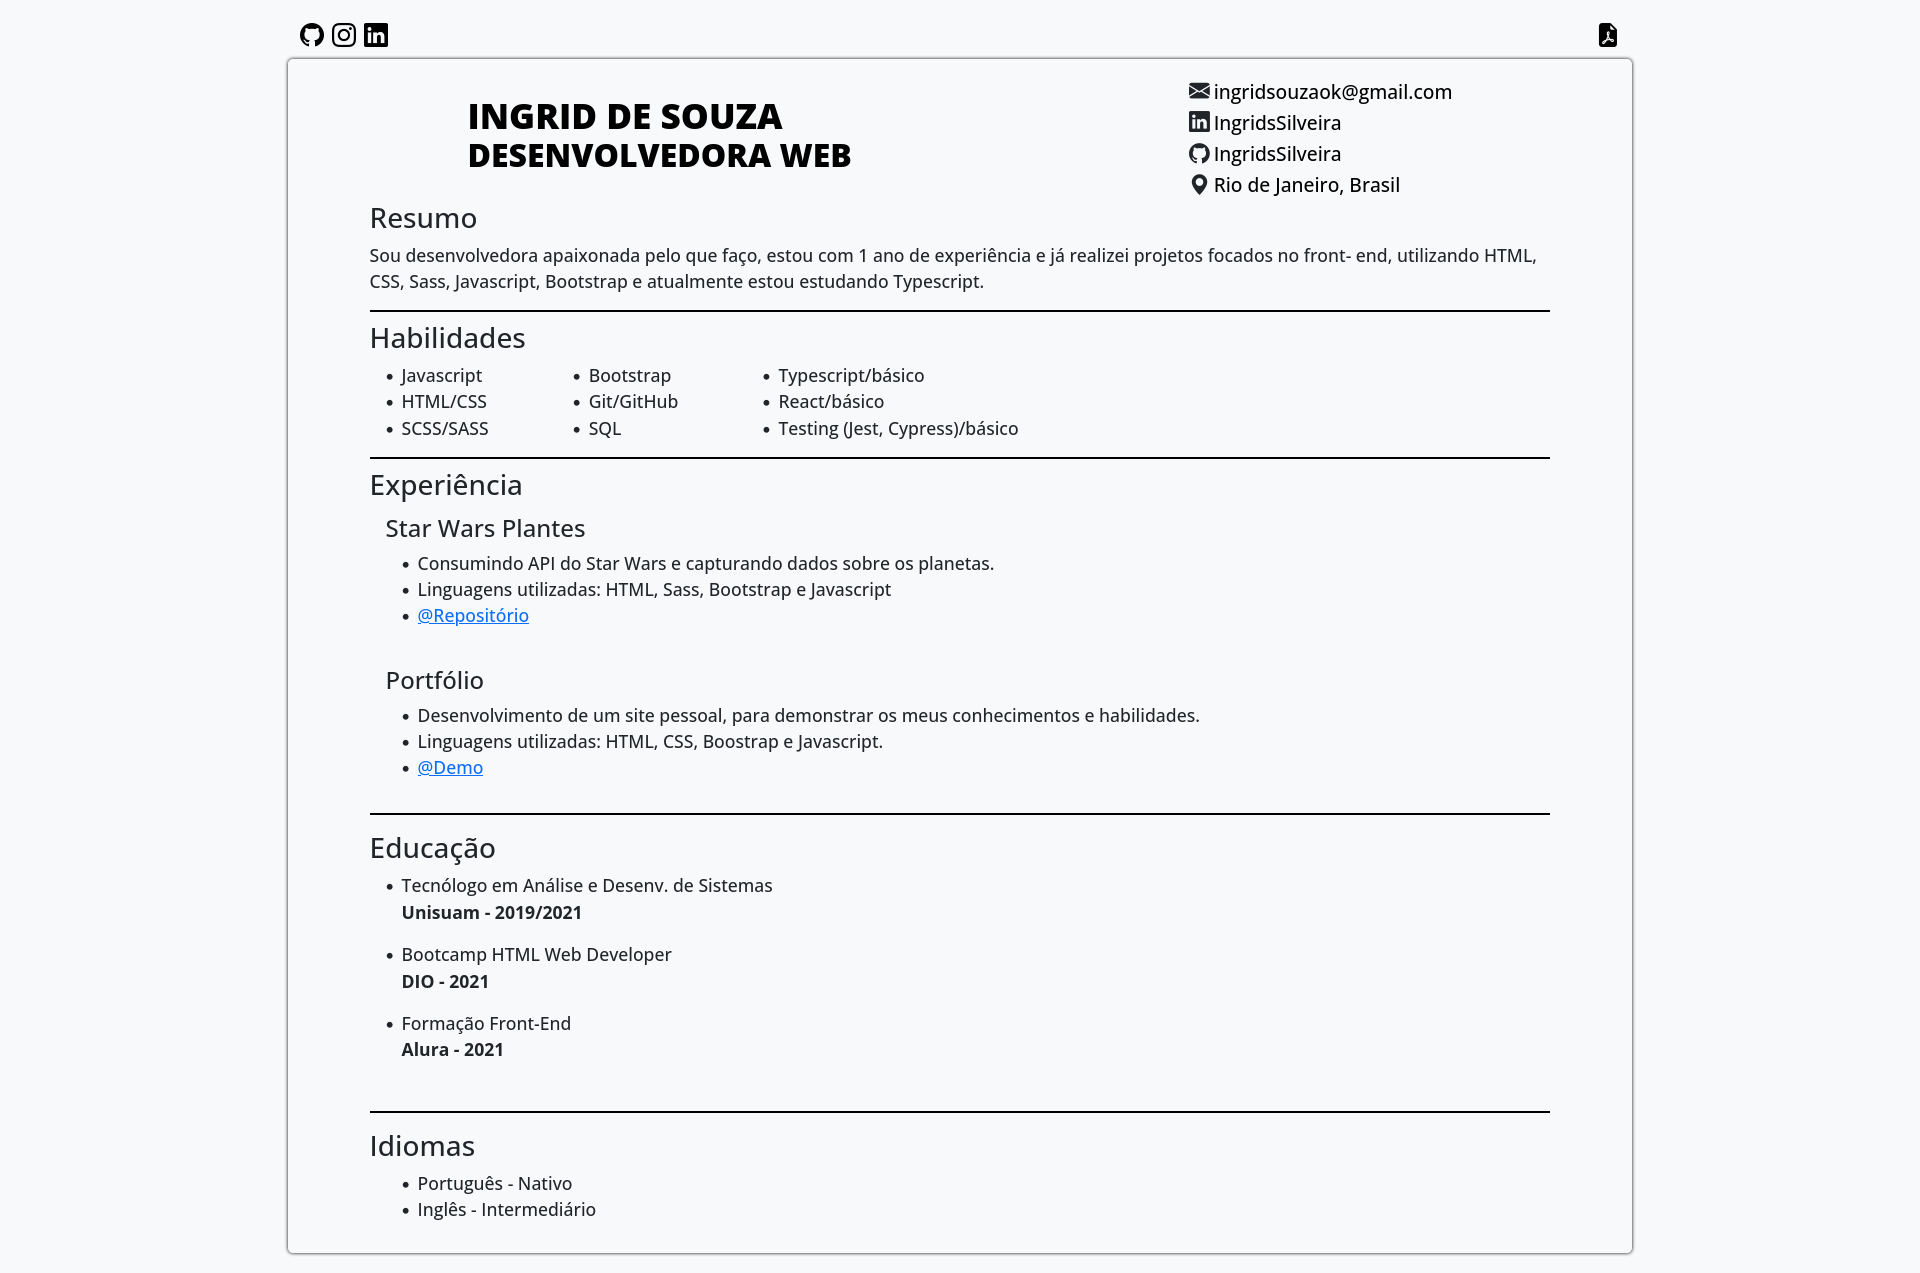 INGRID DE SOUZA
DESENVOLVEDORA WEB
ingridsouzaok@gmail.com
IngridsSilveira
IngridsSilveira
Rio de Janeiro, Brasil
Resumo
Sou desenvolvedora apaixonada pelo que faço, estou com 1 ano de experiência e já realizei projetos focados no front- end, utilizando HTML,
CSS, Sass, Javascript, Bootstrap e atualmente estou estudando Typescript.
Habilidades
• Javascript
• HTML/CSS
• SCSS/SASS
• Bootstrap
• Git/GitHub
• SQL
• Typescript/básico
• React/básico
• Testing (Jest, Cypress)/básico
Experiência
Star Wars Plantes
• Consumindo API do Star Wars e capturando dados sobre os planetas.
• Linguagens utilizadas: HTML, Sass, Bootstrap e Javascript
• @Repositório
Portfólio
• Desenvolvimento de um site pessoal, para demonstrar os meus conhecimentos e habilidades.
• Linguagens utilizadas: HTML, CSS, Boostrap e Javascript.
• @Demo
Educação
• Tecnólogo em Análise e Desenv. de Sistemas
Unisuam - 2019/2021
• Bootcamp HTML Web Developer
DIO - 2021
• Formação Front-End
Alura - 2021
Idiomas
• Português - Nativo
• Inglês - Intermediário